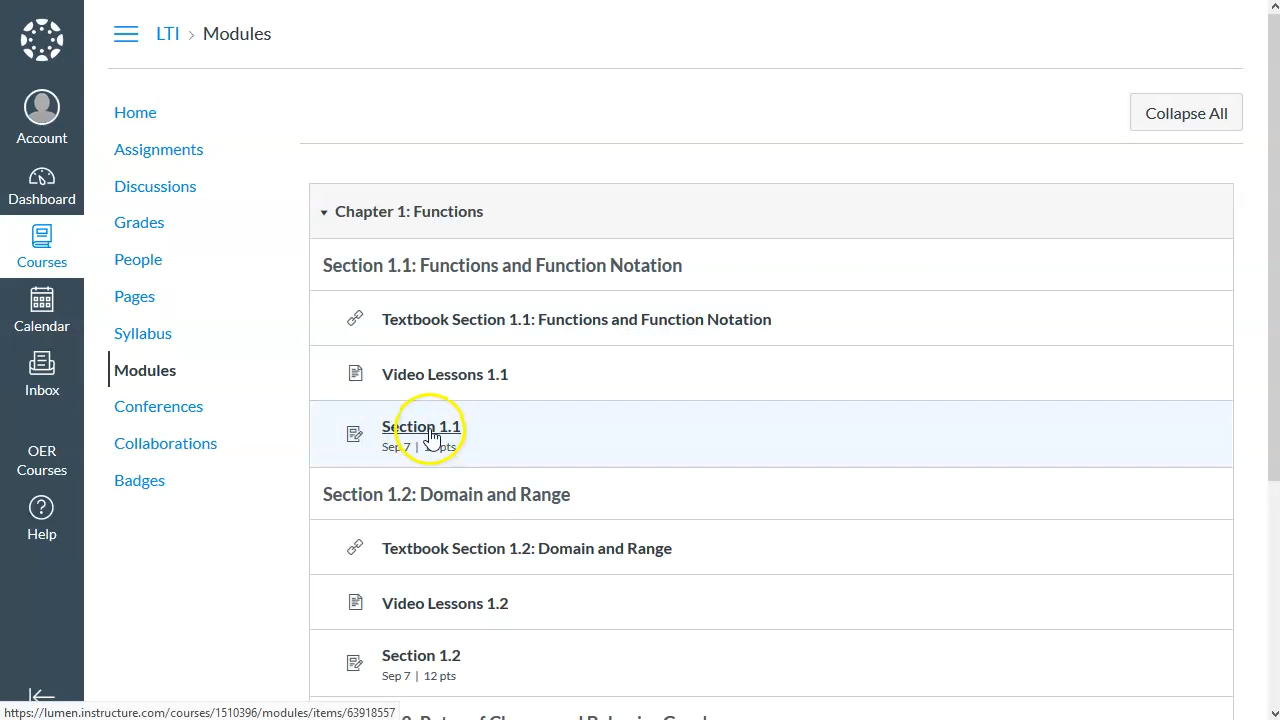 LTI > Modules
Account
Dashboard
Courses
Calendar
Inbox
OER
Courses
Help
Home
Assignments
Discussions
Grades
People
Pages
Syllabus
Modules
Conferences
Collaborations
Badges
Collapse All
Chapter 1: Functions
Section 1.1: Functions and Function Notation
Textbook Section 1.1: Functions and Function Notation
Video Lessons 1.1
Section 1.1
Sep 7 | pts
Section 1.2: Domain and Range
Textbook Section 1.2: Domain and Range
Video Lessons 1.2
Section 1.2
Sep 7 | 12 pts
https://lumen.instructure.com/courses/1510396/modules/items/63918557